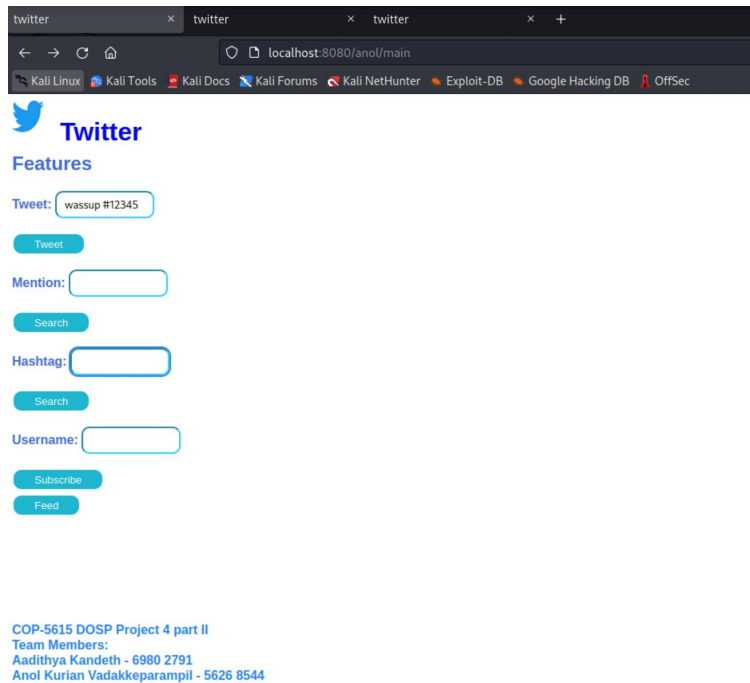 twitter × twitter × twitter × +
localhost:8080/anol/main
Kali Linux Kali Tools Kali Docs Kali Forums Kali NetHunter Exploit-DB Google Hacking DB OffSec
Twitter
Features
Tweet: wassup #12345
Tweet
Mention:
Search
Hashtag:
Search
Username:
Subscribe
Feed
COP-5615 DOSP Project 4 part II
Team Members:
Aadithya Kandeth - 6980 2791
Anol Kurian Vadakkeparampil - 5626 8544